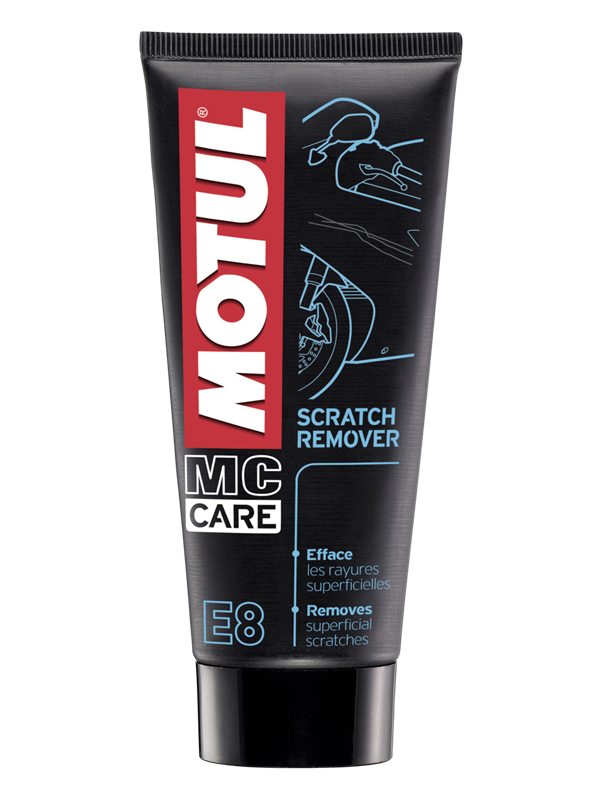 MOTUL®
MC
CARE
E8
SCRATCH
REMOVER
Efface
les rayures
superficielles
Removes
superficial
scratches